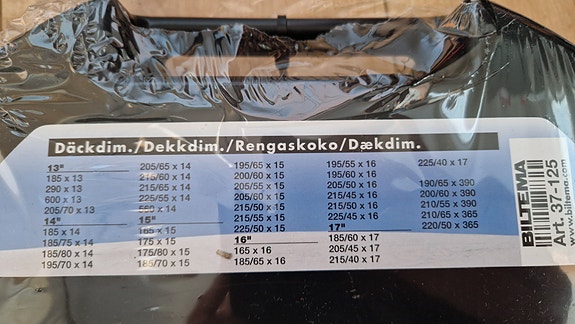 Däckdim./Dekkdim./Rengaskoko/Dækdim.
13"
185 x 13
290 x 13
600 x 13
205/70 x 13
14"
185 x 14
185/75 x 14
185/80 x 14
195/70 x 14
205/65 x 14
215/60 x 14
215/65 x 14
225/55 x 14
590 x 14
15"
165 x 15
175 x 15
175/80 x 15
185/70 x 15
195/65 x 15
200/60 x 15
205/55 x 15
205/60 x 15
205/50 x 15
215/55 x 15
225/50 x 15
16"
165 x 16
185/65 x 16
195/55 x 16
195/60 x 16
205/50 x 16
215/45 x 16
215/50 x 16
225/45 x 16
17"
185/60 x 17
205/45 x 17
215/40 x 17
225/40 x 17
190/65 x 390
200/60 x 390
210/55 x 390
210/65 x 365
220/50 x 365
BILTEMA
Art. 37-125
www.biltema.com